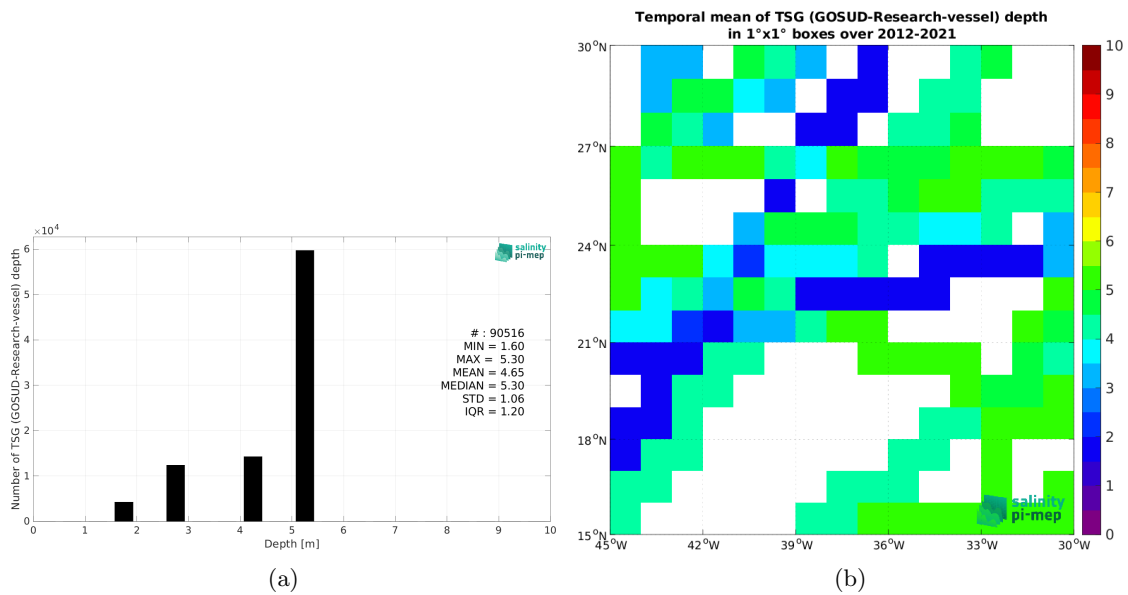 ×10⁴
6
5
4
3
2
1
0
Number of TSG (GOSUD-Research-vessel) depth
salinity
pi-mep
# : 90516
MIN = 1.60
MAX = 5.30
MEAN = 4.65
MEDIAN = 5.30
STD = 1.06
IQR = 1.20
0 1 2 3 4 5 6 7 8 9 10
Depth [m]
(a)
Temporal mean of TSG (GOSUD-Research-vessel) depth
in 1°x1° boxes over 2012-2021
30°N
27°N
24°N
21°N
18°N
15°N
45°W 42°W 39°W 36°W 33°W 30°W
salinity
pi-mep
10
9
8
7
6
5
4
3
2
1
0
(b)